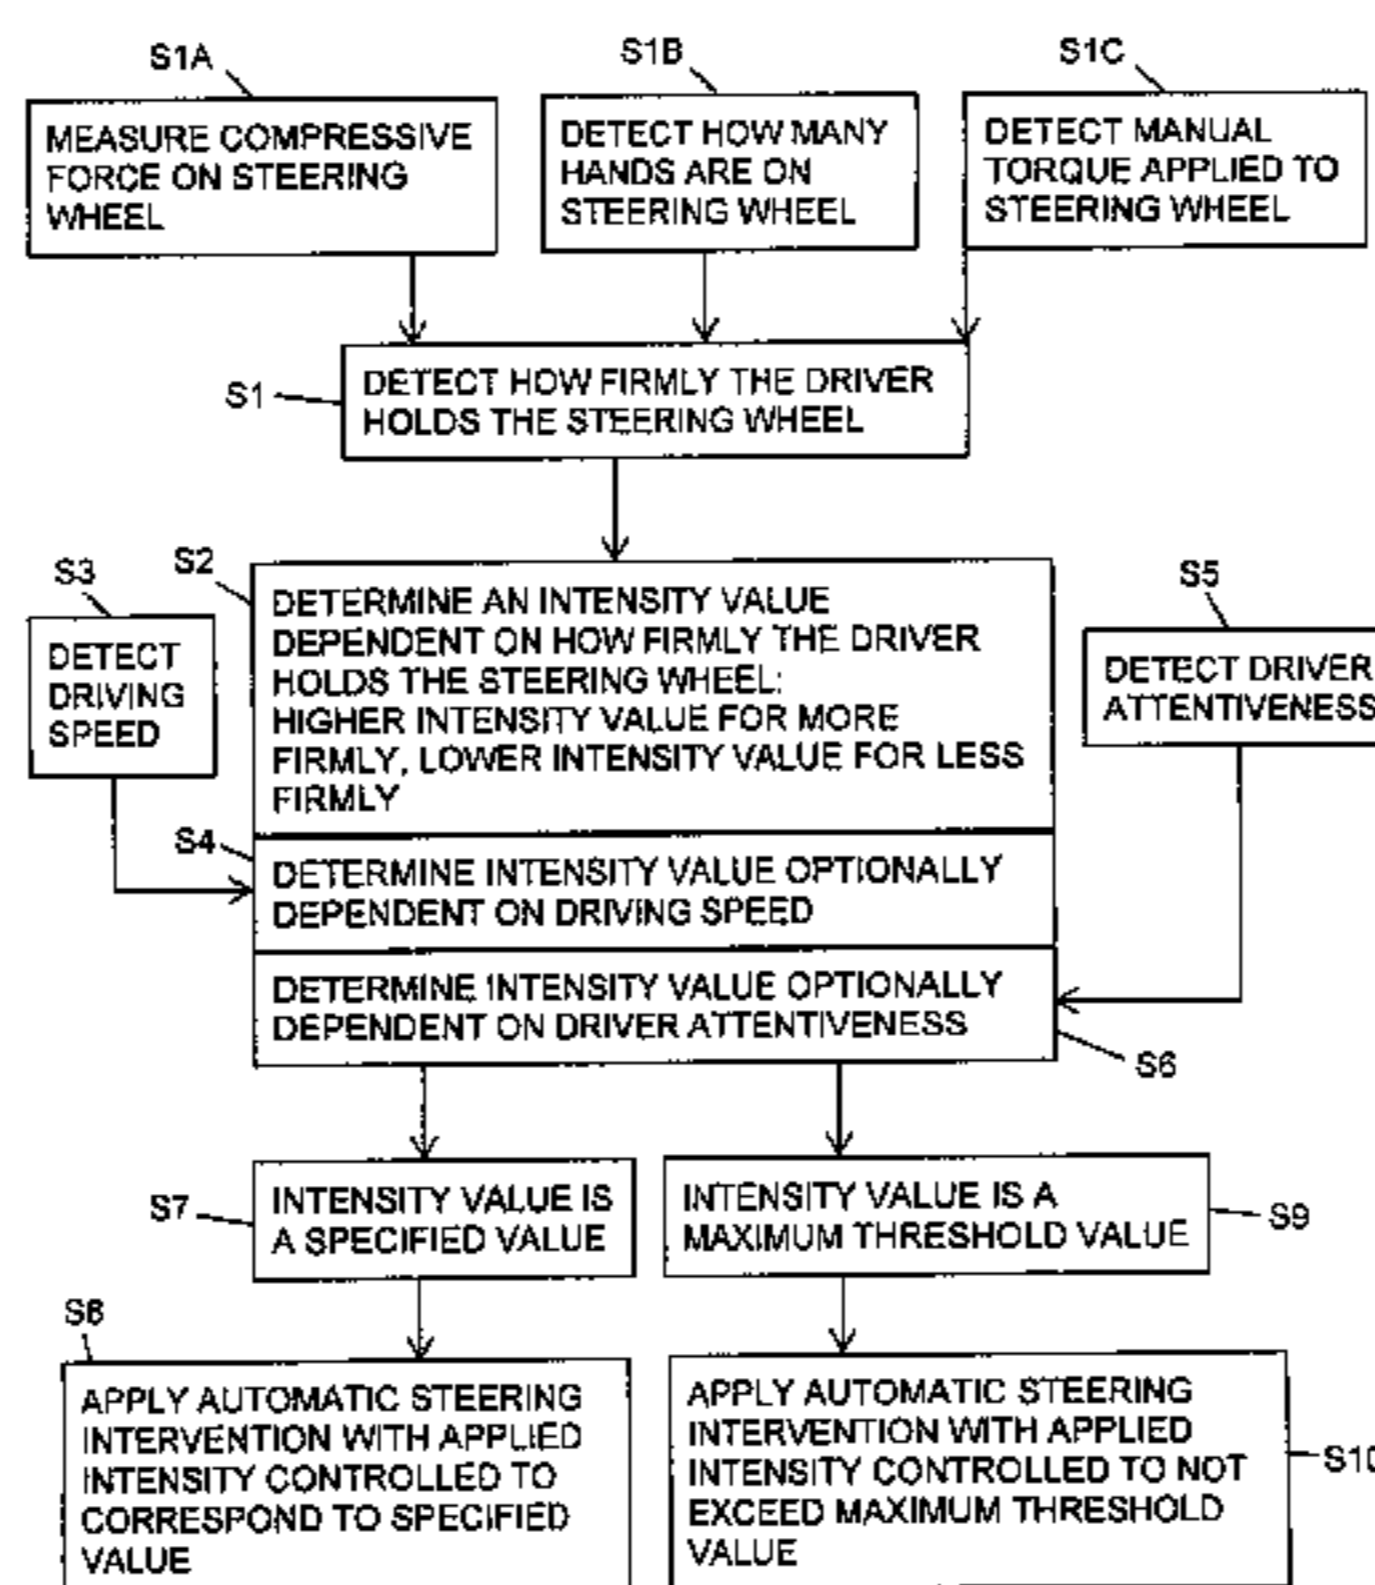 S1A
S1B
S1C
MEASURE COMPRESSIVE
FORCE ON STEERING
WHEEL
DETECT HOW MANY
HANDS ARE ON
STEERING WHEEL
DETECT MANUAL
TORQUE APPLIED TO
STEERING WHEEL
S1
DETECT HOW FIRMLY THE DRIVER
HOLDS THE STEERING WHEEL
S3
S2
S5
DETECT
DRIVING
SPEED
DETERMINE AN INTENSITY VALUE
DEPENDENT ON HOW FIRMLY THE DRIVER
HOLDS THE STEERING WHEEL:
HIGHER INTENSITY VALUE FOR MORE
FIRMLY, LOWER INTENSITY VALUE FOR LESS
FIRMLY
DETECT DRIVER
ATTENTIVENESS
S4
DETERMINE INTENSITY VALUE OPTIONALLY
DEPENDENT ON DRIVING SPEED
DETERMINE INTENSITY VALUE OPTIONALLY
DEPENDENT ON DRIVER ATTENTIVENESS
S6
S7
INTENSITY VALUE IS
A SPECIFIED VALUE
INTENSITY VALUE IS A
MAXIMUM THRESHOLD VALUE
S9
S8
APPLY AUTOMATIC STEERING
INTERVENTION WITH APPLIED
INTENSITY CONTROLLED TO
CORRESPOND TO SPECIFIED
VALUE
APPLY AUTOMATIC STEERING
INTERVENTION WITH APPLIED
INTENSITY CONTROLLED TO NOT
EXCEED MAXIMUM THRESHOLD
VALUE
S10